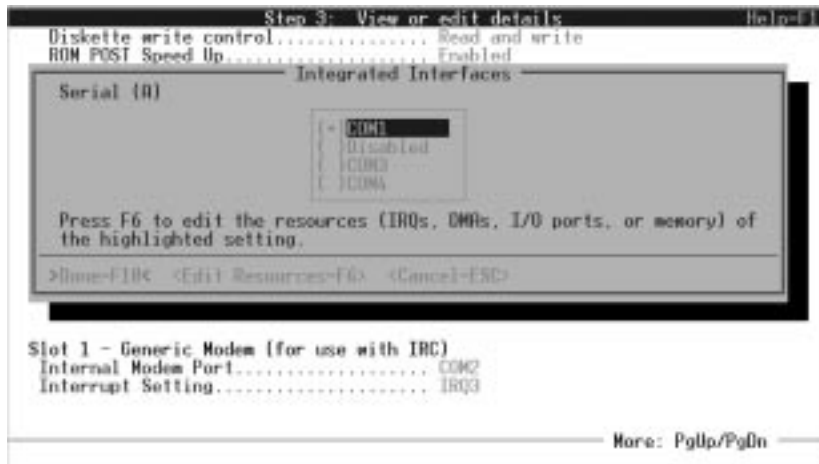 Step 3: View or edit details Help=F1
Diskette write control............... Read and write
ROM POST Speed Up.................... Enabled
Integrated Interfaces
Serial (A)
(•)COM1
( )Disabled
( )COM3
( )COM4
Press F6 to edit the resources (IRQs, DMAs, I/O ports, or memory) of
the highlighted setting.
>Done=F10< <Edit Resources=F6> <Cancel=ESC>
Slot 1 - Generic Modem (for use with IRC)
Internal Modem Port.................. COM2
Interrupt Setting.................... IRQ3
More: PgUp/PgDn